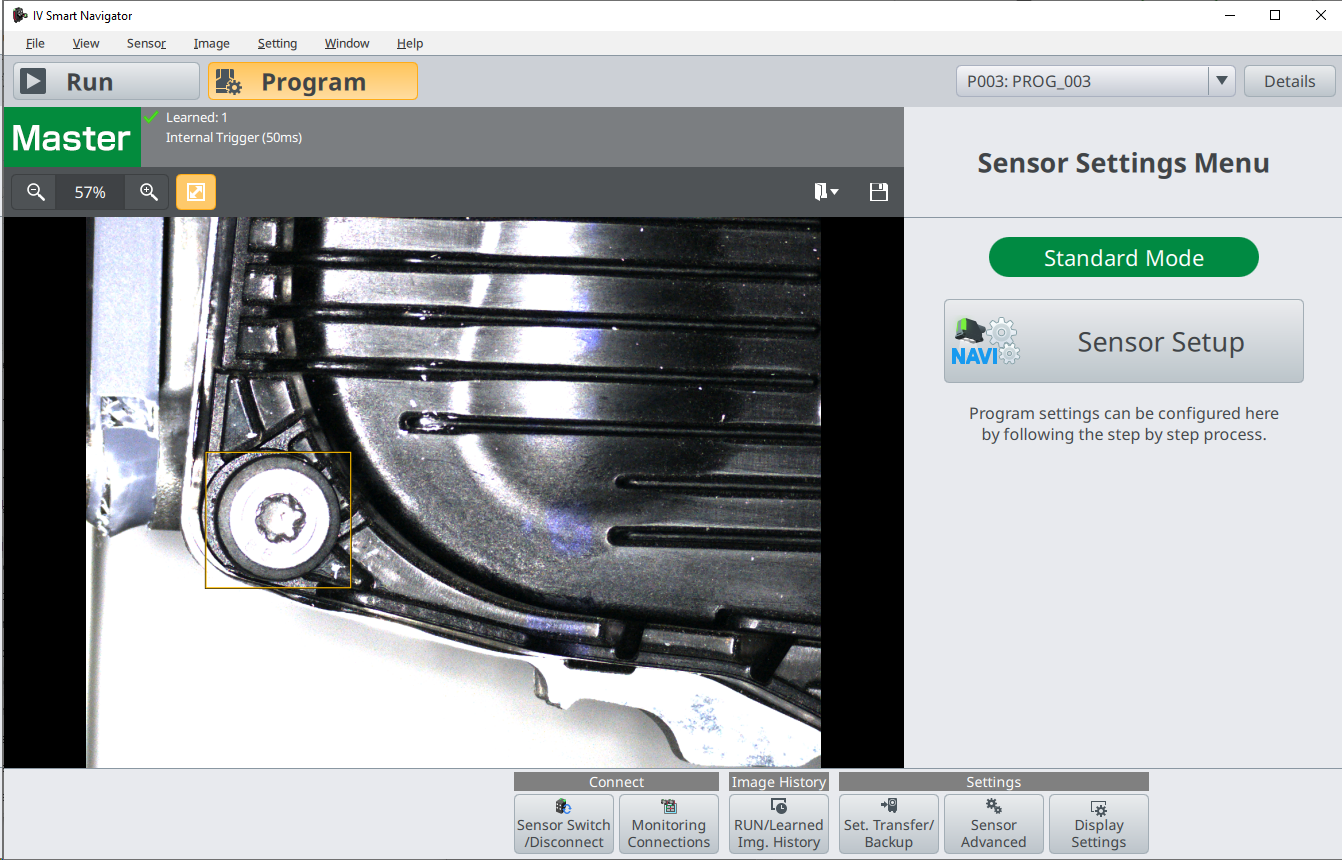 IV Smart Navigator
File View Sensor Image Setting Window Help
Run
Program
P003: PROG_003
Details
Master
Learned: 1
Internal Trigger (50ms)
57%
Sensor Settings Menu
Standard Mode
NAVI
Sensor Setup
Program settings can be configured here
by following the step by step process.
Connect
Image History
Settings
Sensor Switch
/Disconnect
Monitoring
Connections
RUN/Learned
Img. History
Set. Transfer/
Backup
Sensor
Advanced
Display
Settings